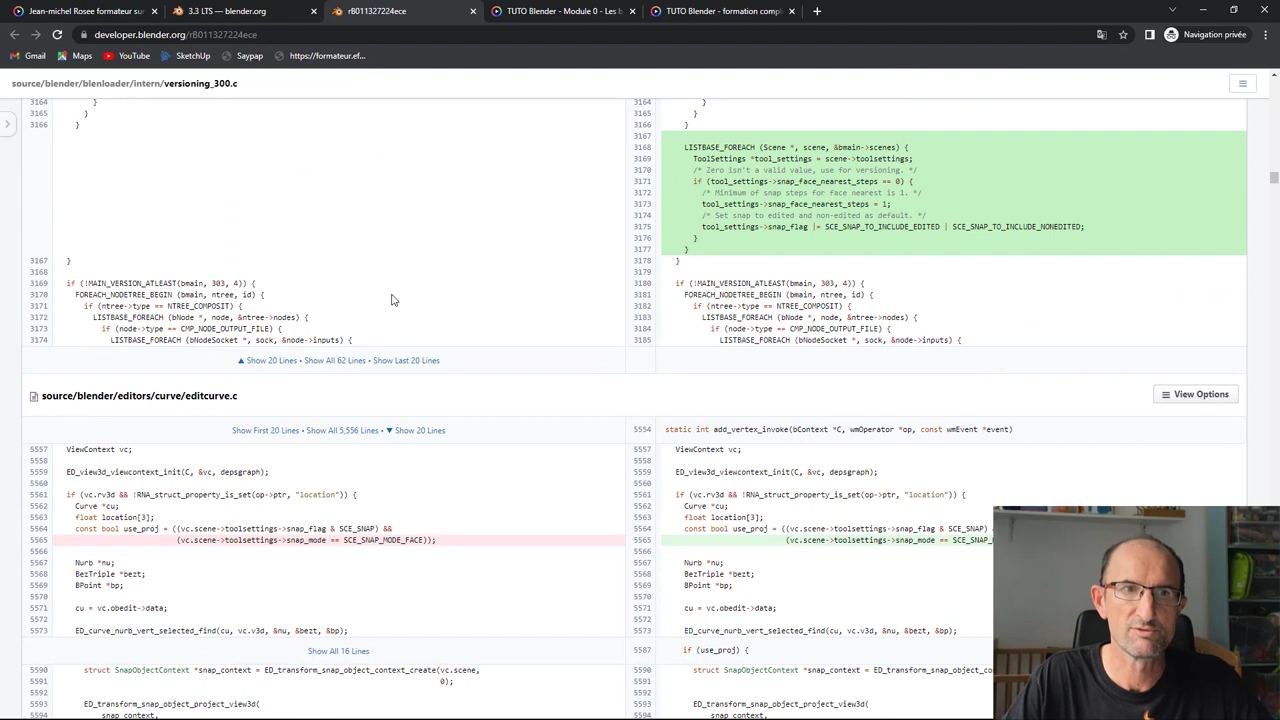 Jean-michel Rosee formateur su
3.3 LTS — blender.org
rB011327224ece
TUTO Blender - Module 0 - Les b
TUTO Blender - formation compl
developer.blender.org/rB011327224ece
Navigation privée
Gmail
Maps
YouTube
SketchUp
Saypap
https://formateur.ef...
source/blender/blenloader/intern/versioning_300.c
3164 }
3165 }
3166 }
3167 }
3168
3169 if (!MAIN_VERSION_ATLEAST(bmain, 303, 4)) {
3170 FOREACH_NODETREE_BEGIN (bmain, ntree, id) {
3171 if (ntree->type == NTREE_COMPOSIT) {
3172 LISTBASE_FOREACH (bNode *, node, &ntree->nodes) {
3173 if (node->type == CMP_NODE_OUTPUT_FILE) {
3174 LISTBASE_FOREACH (bNodeSocket *, sock, &node->inputs) {
3164 }
3165 }
3166 }
3167
3168 LISTBASE_FOREACH (Scene *, scene, &bmain->scenes) {
3169 ToolSettings *tool_settings = scene->toolsettings;
3170 /* Zero isn't a valid value, use for versioning. */
3171 if (tool_settings->snap_face_nearest_steps == 0) {
3172 /* Minimum of snap steps for face nearest is 1. */
3173 tool_settings->snap_face_nearest_steps = 1;
3174 /* Set snap to edited and non-edited as default. */
3175 tool_settings->snap_flag |= SCE_SNAP_TO_INCLUDE_EDITED | SCE_SNAP_TO_INCLUDE_NONEDITED;
3176 }
3177 }
3178 }
3179
3180 if (!MAIN_VERSION_ATLEAST(bmain, 303, 4)) {
3181 FOREACH_NODETREE_BEGIN (bmain, ntree, id) {
3182 if (ntree->type == NTREE_COMPOSIT) {
3183 LISTBASE_FOREACH (bNode *, node, &ntree->nodes) {
3184 if (node->type == CMP_NODE_OUTPUT_FILE) {
3185 LISTBASE_FOREACH (bNodeSocket *, sock, &node->inputs) {
▲ Show 20 Lines • Show All 62 Lines • Show Last 20 Lines
source/blender/editors/curve/editcurve.c
View Options
Show First 20 Lines • Show All 5,556 Lines • ▼ Show 20 Lines
5554 static int add_vertex_invoke(bContext *C, wmOperator *op, const wmEvent *event)
5557 ViewContext vc;
5558
5559 ED_view3d_viewcontext_init(C, &vc, depsgraph);
5560
5561 if (vc.rv3d && !RNA_struct_property_is_set(op->ptr, "location")) {
5562 Curve *cu;
5563 float location[3];
5564 const bool use_proj = ((vc.scene->toolsettings->snap_flag & SCE_SNAP) &&
5565 (vc.scene->toolsettings->snap_mode == SCE_SNAP_MODE_FACE));
5566
5567 Nurb *nu;
5568 BezTriple *bezt;
5569 BPoint *bp;
5570
5571 cu = vc.obedit->data;
5572
5573 ED_curve_nurb_vert_selected_find(cu, vc.v3d, &nu, &bezt, &bp);
5557 ViewContext vc;
5558
5559 ED_view3d_viewcontext_init(C, &vc, depsgraph);
5560
5561 if (vc.rv3d && !RNA_struct_property_is_set(op->ptr, "location")) {
5562 Curve *cu;
5563 float location[3];
5564 const bool use_proj = ((vc.scene->toolsettings->snap_flag & SCE_SNAP)
5565 (vc.scene->toolsettings->snap_mode == SCE_SNAP_
5566
5567 Nurb *nu;
5568 BezTriple *bezt;
5569 BPoint *bp;
5570
5571 cu = vc.obedit->data;
5572
5573 ED_curve_nurb_vert_selected_find(cu, vc.v3d, &nu, &bezt, &bp);
Show All 16 Lines
5587 if (use_proj) {
5590 struct SnapObjectContext *snap_context = ED_transform_snap_object_context_create(vc.scene,
5591 0);
5592
5593 ED_transform_snap_object_project_view3d(
5594 snap_context,
5590 struct SnapObjectContext *snap_context = ED_transform_snap_object_co
5591
5592
5593 ED_transform_snap_object_project_view3d(
5594 snap_context,